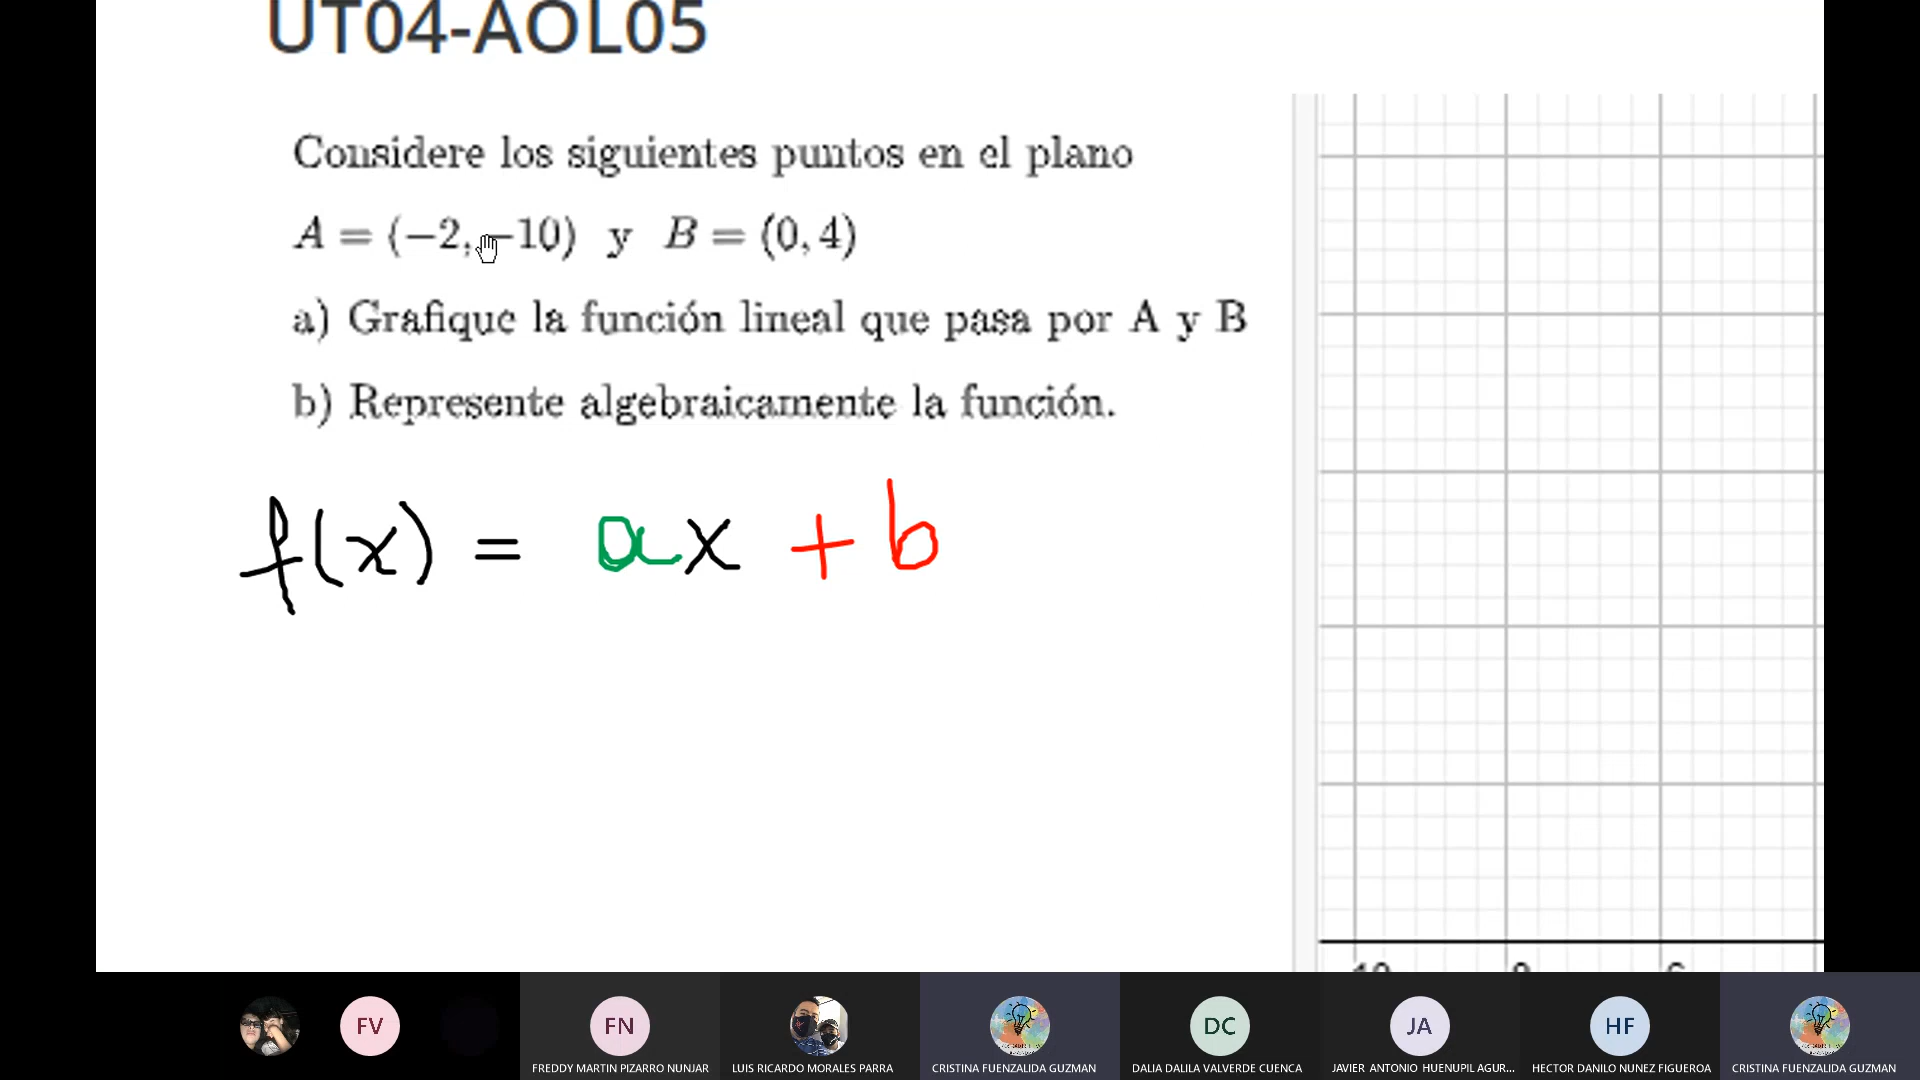 UT04-AOL05
Considere los siguientes puntos en el plano
A = (−2, −10) y B = (0, 4)
a) Grafique la función lineal que pasa por A y B
b) Represente algebraicamente la función.
f(x) = ax + b
FV
FN
DC
JA
HF
FREDDY MARTIN PIZARRO NUNJAR
LUIS RICARDO MORALES PARRA
CRISTINA FUENZALIDA GUZMAN
DALIA DALILA VALVERDE CUENCA
JAVIER ANTONIO HUENUPIL AGUR...
HECTOR DANILO NUNEZ FIGUEROA
CRISTINA FUENZALIDA GUZMAN